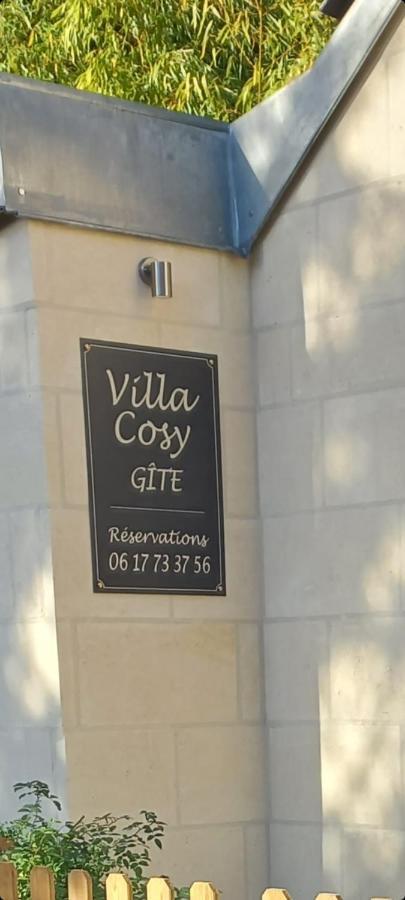 Villa
Cosy
GÎTE
Réservations
06 17 73 37 56